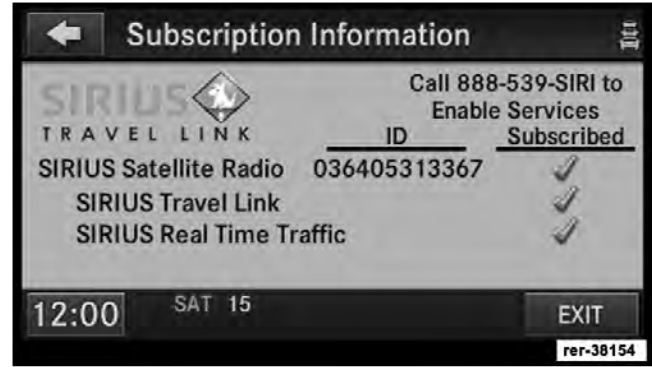 Subscription Information
SIRIUS
TRAVEL LINK
Call 888-539-SIRI to
Enable Services
ID Subscribed
SIRIUS Satellite Radio 036405313367
SIRIUS Travel Link
SIRIUS Real Time Traffic
12:00 SAT 15 EXIT
rer-38154